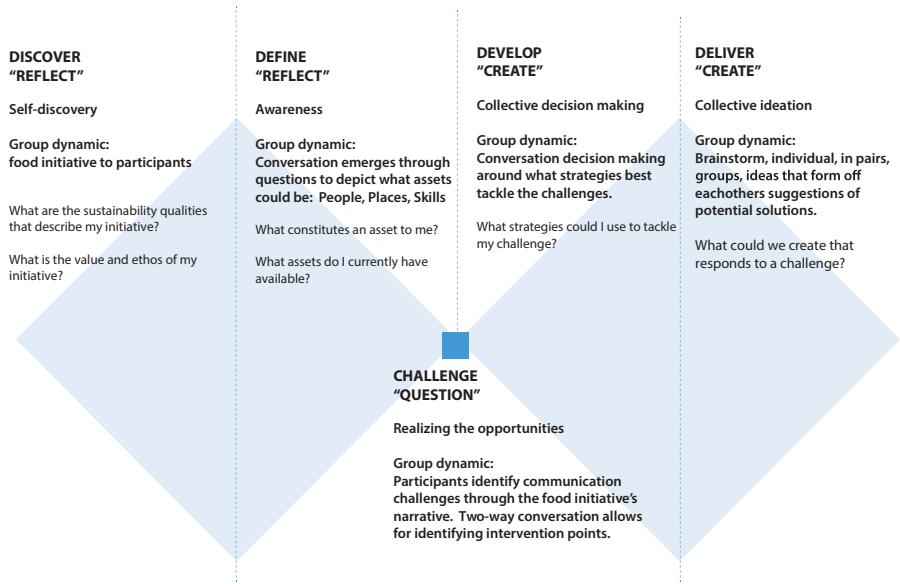 DISCOVER
“REFLECT”
Self-discovery
Group dynamic:
food initiative to participants
What are the sustainability qualities
that describe my initiative?
What is the value and ethos of my
initiative?
DEFINE
“REFLECT”
Awareness
Group dynamic:
Conversation emerges through
questions to depict what assets
could be:  People, Places, Skills
What constitutes an asset to me?
What assets do I currently have
available?
DEVELOP
“CREATE”
Collective decision making
Group dynamic:
Conversation decision making
around what strategies best
tackle the challenges.
What strategies could I use to tackle
my challenge?
DELIVER
“CREATE”
Collective ideation
Group dynamic:
Brainstorm, individual, in pairs,
groups, ideas that form off
eachothers suggestions of
potential solutions.
What could we create that
responds to a challenge?
CHALLENGE
“QUESTION”
Realizing the opportunities
Group dynamic:
Participants identify communication
challenges through the food initiative’s
narrative.  Two-way conversation allows
for identifying intervention points.